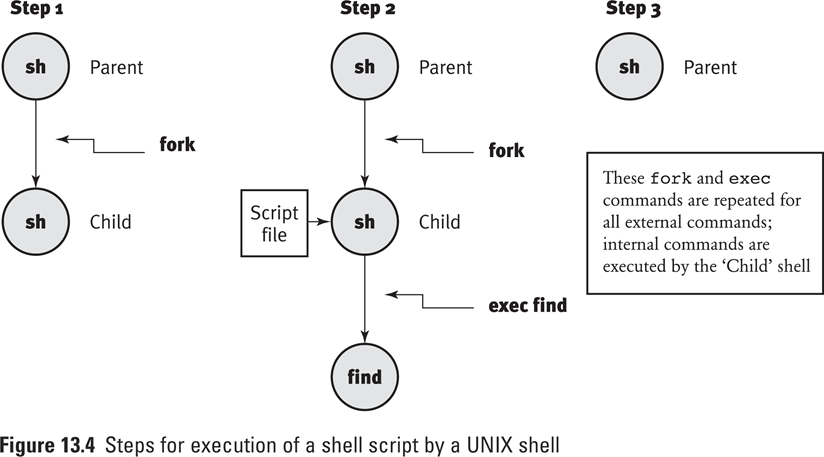 Step 1
sh
Parent
fork
sh
Child
Step 2
sh
Parent
fork
Script
file
sh
Child
exec find
find
Step 3
sh
Parent
These fork and exec
commands are repeated for
all external commands;
internal commands are
executed by the ‘Child’ shell
Figure 13.4 Steps for execution of a shell script by a UNIX shell